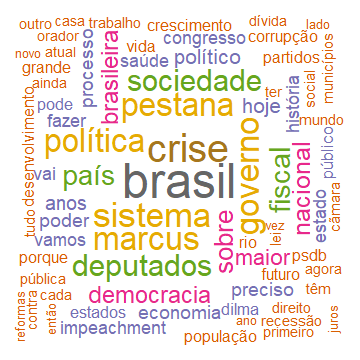 outro casa trabalho crescimento dívida lado
orador vida congresso corrupção
novo atual saúde político partidos
grande processo brasileira
ainda sociedade ter social municípios
pode pestana hoje história
fazer política mundo
desenvolvimento crise governo fiscal nacional público
tudo vai país brasil
anos sistema sobre estado câmara
poder marcus rio vez lei
vamos maior psdb
porque deputados futuro agora
pública democracia preciso têm
reformas contra cada estados economia dilma direito
então impeachment ano recessão juros
população primeiro